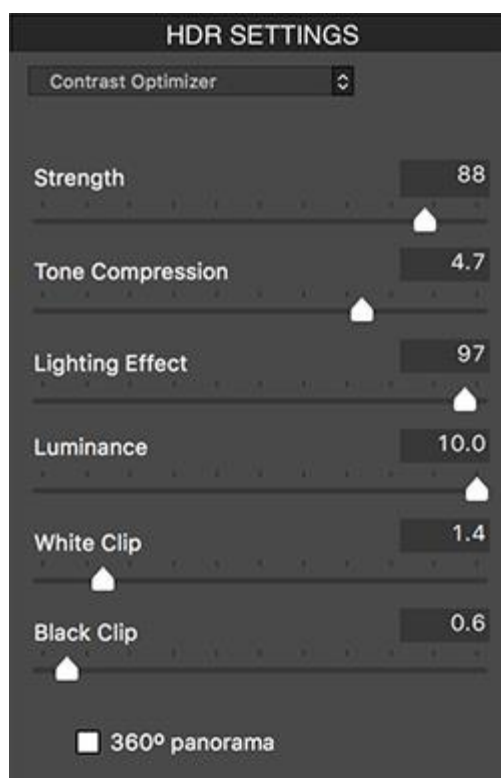 HDR SETTINGS
Contrast Optimizer
Strength 88
Tone Compression 4.7
Lighting Effect 97
Luminance 10.0
White Clip 1.4
Black Clip 0.6
360º panorama